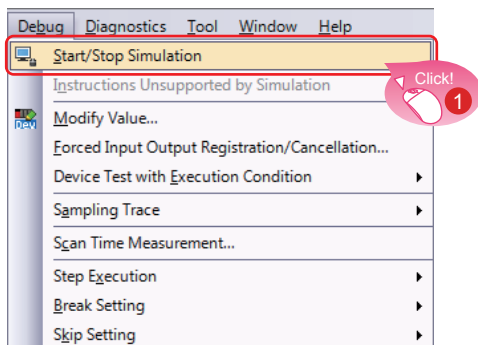 Debug Diagnostics Tool Window Help
Start/Stop Simulation
Instructions Unsupported by Simulation
Click!
1
Dev
Modify Value...
Forced Input Output Registration/Cancellation...
Device Test with Execution Condition
Sampling Trace
Scan Time Measurement...
Step Execution
Break Setting
Skip Setting